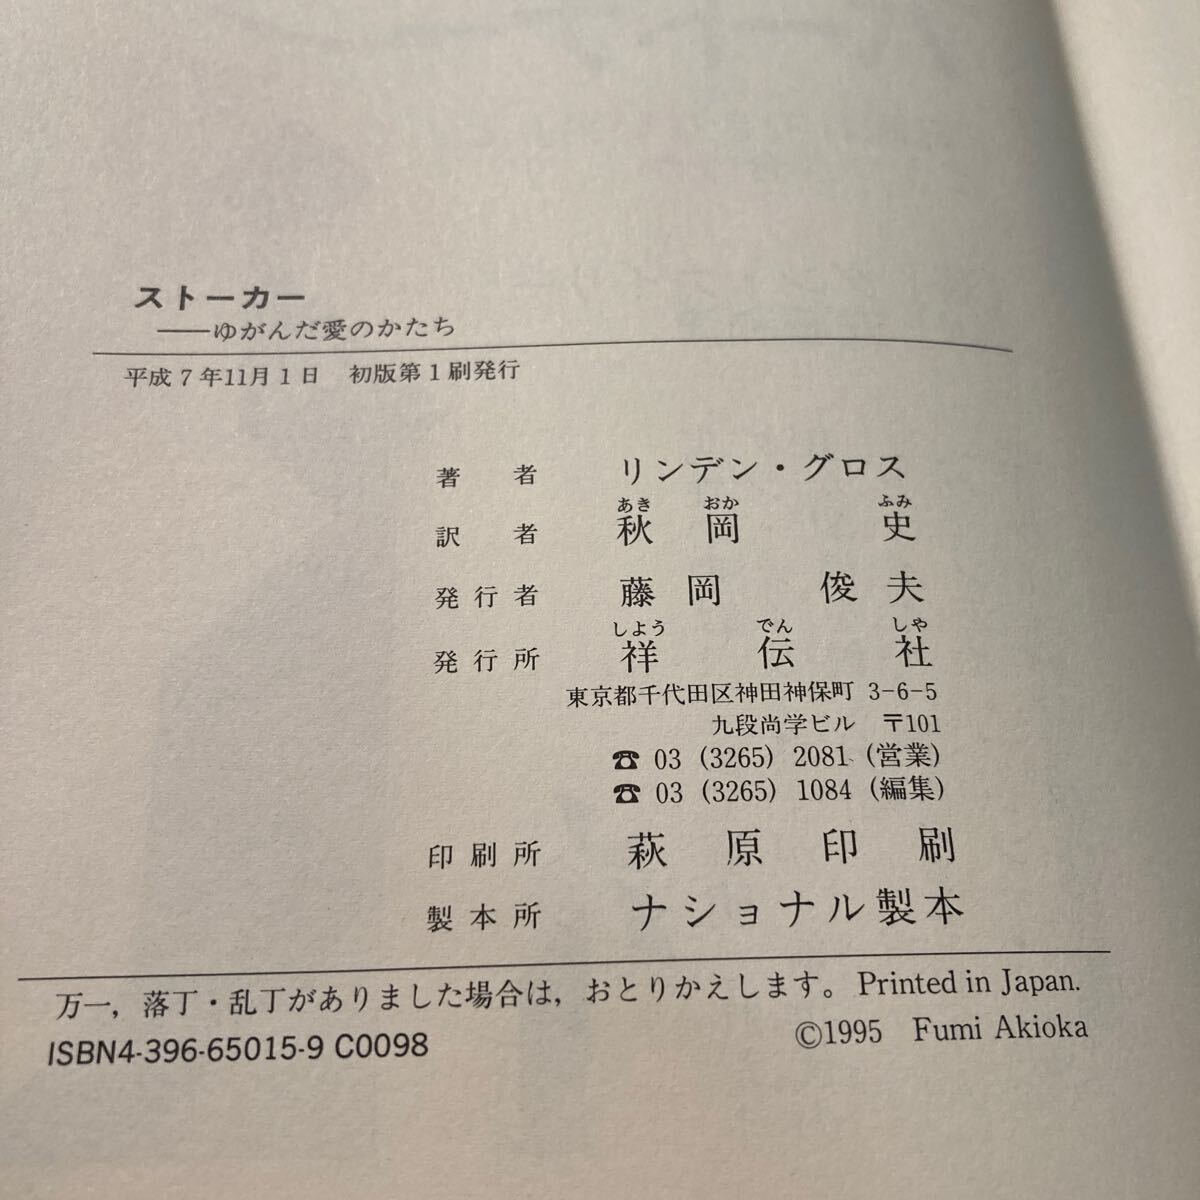 ストーカー
――ゆがんだ愛のかたち
平成7年11月1日　初版第1刷発行
著者　リンデン・グロス
あき　おか　ふみ
訳者　秋岡　史
発行者　藤岡　俊夫
しよう　でん　しや
発行所　祥伝社
東京都千代田区神田神保町 3-6-5
九段尚学ビル　〒101
☎ 03 (3265) 2081 (営業)
☎ 03 (3265) 1084 (編集)
印刷所　萩原印刷
製本所　ナショナル製本
万一，落丁・乱丁がありました場合は，おとりかえします。Printed in Japan.
ISBN4-396-65015-9 C0098　©1995 Fumi Akioka